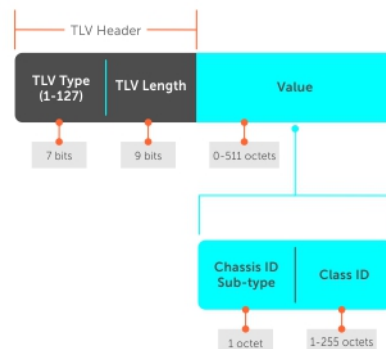 TLV Header
TLV Type
(1-127)
TLV Length
Value
7 bits
9 bits
0-511 octets
Chassis ID
Sub-type
Class ID
1 octet
1-255 octets